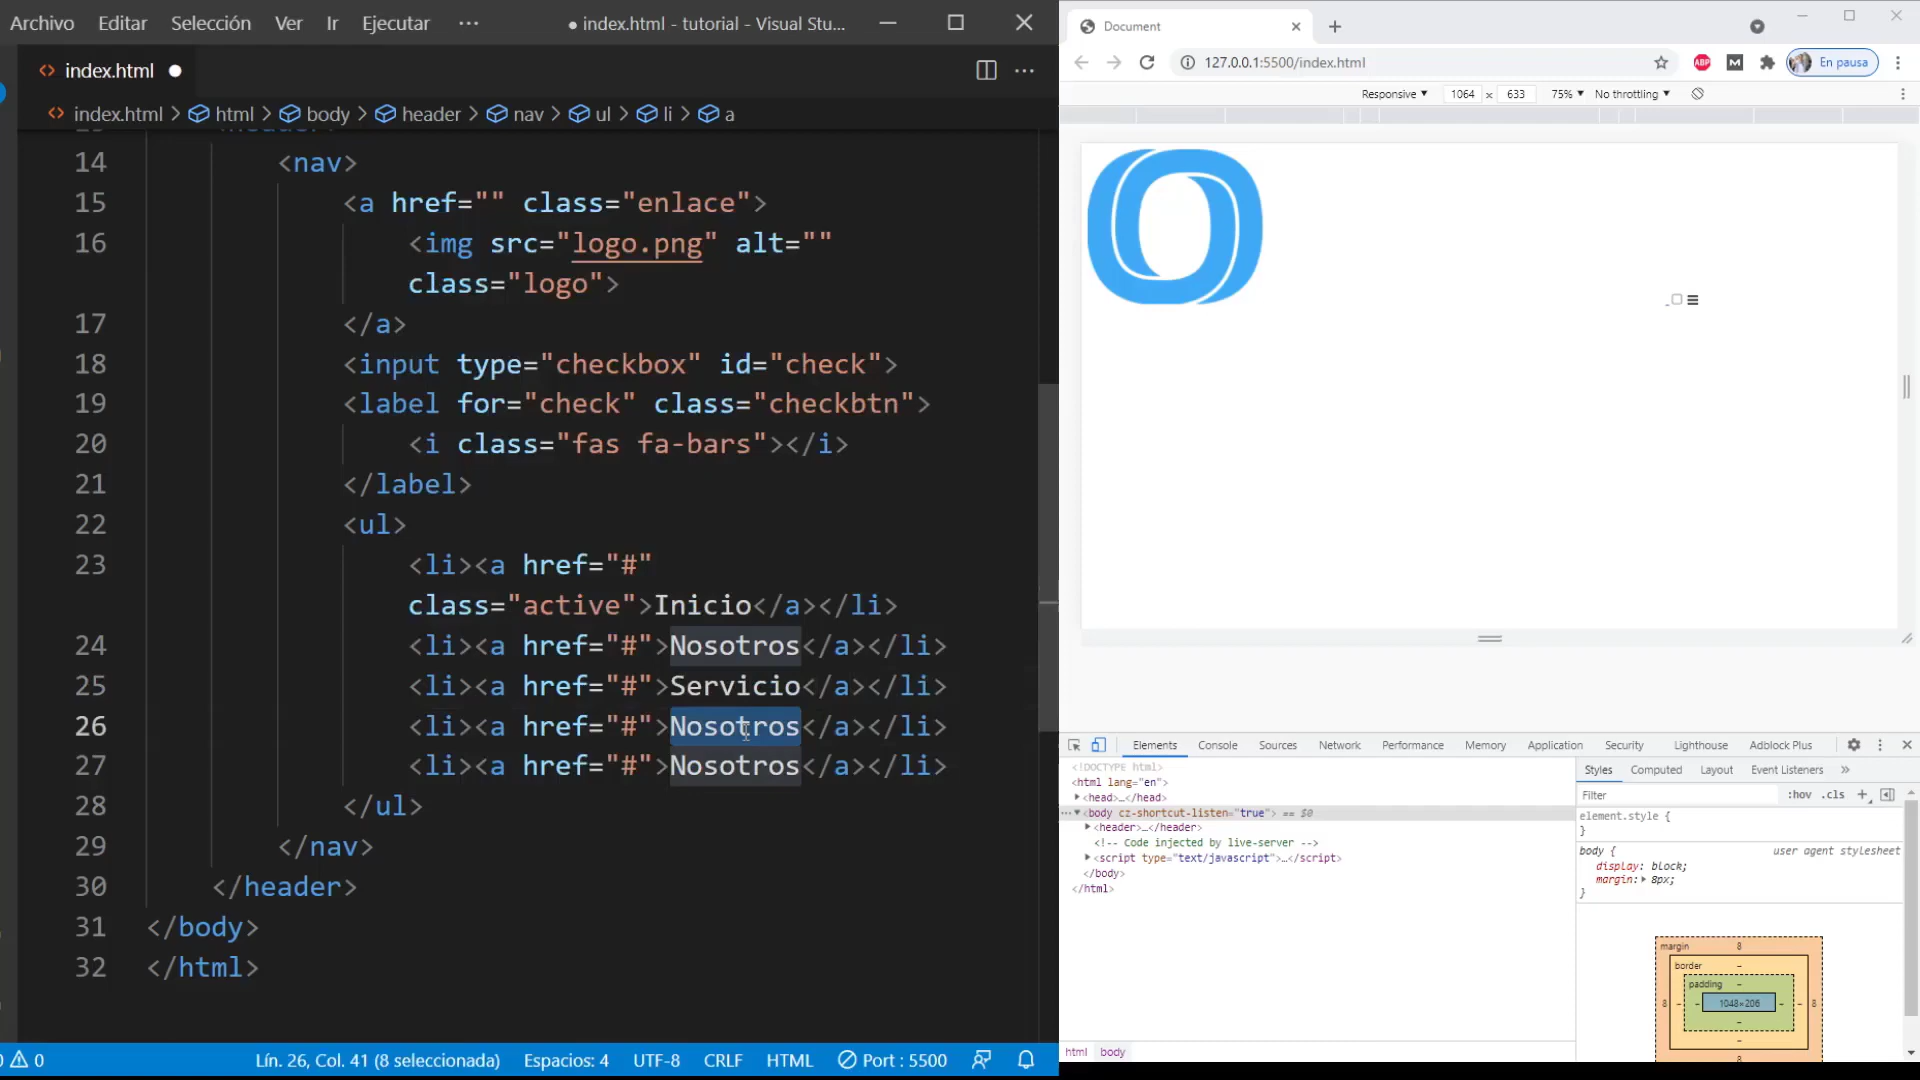 Archivo Editar Selección Ver Ir Ejecutar ··· ● index.html - tutorial - Visual Stu...
index.html ●
index.html > html > body > header > nav > ul > li > a
14 <nav>
15 <a href="" class="enlace">
16 <img src="logo.png" alt=""
class="logo">
17 </a>
18 <input type="checkbox" id="check">
19 <label for="check" class="checkbtn">
20 <i class="fas fa-bars"></i>
21 </label>
22 <ul>
23 <li><a href="#"
class="active">Inicio</a></li>
24 <li><a href="#">Nosotros</a></li>
25 <li><a href="#">Servicio</a></li>
26 <li><a href="#">Nosotros</a></li>
27 <li><a href="#">Nosotros</a></li>
28 </ul>
29 </nav>
30 </header>
31 </body>
32 </html>
0 Lín. 26, Col. 41 (8 seleccionada) Espacios: 4 UTF-8 CRLF HTML Port : 5500
Document
127.0.0.1:5500/index.html ABP M En pausa
Responsive ▼ 1064 x 633 75% ▼ No throttling ▼
Elements Console Sources Network Performance Memory Application Security Lighthouse Adblock Plus
<!DOCTYPE html>
<html lang="en">
<head>…</head>
<body cz-shortcut-listen="true"> == $0
<header>…</header>
<!-- Code injected by live-server -->
<script type="text/javascript">…</script>
</body>
</html>
html body
Styles Computed Layout Event Listeners »
Filter :hov .cls +
element.style {
}
body { user agent stylesheet
display: block;
margin: 8px;
}
margin 8
border –
padding –
8 – – 1048×206 – – 8
–
–
8